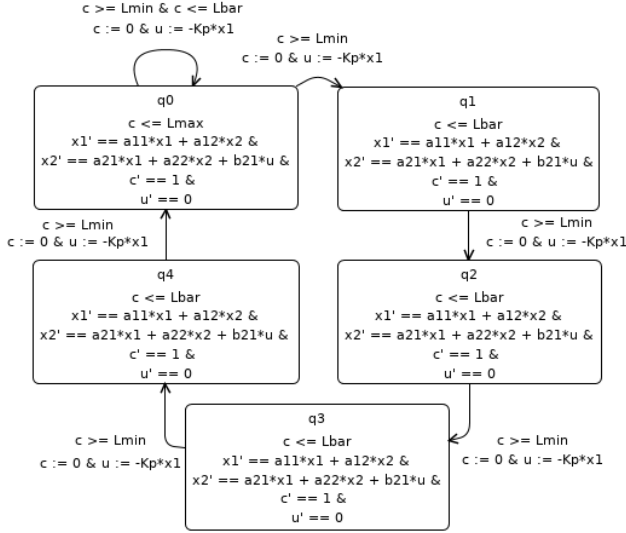 c >= Lmin & c <= Lbar
c := 0 & u := -Kp*x1
c >= Lmin
c := 0 & u := -Kp*x1
q0
c <= Lmax
x1' == a11*x1 + a12*x2 &
x2' == a21*x1 + a22*x2 + b21*u &
c' == 1 &
u' == 0
q1
c <= Lbar
x1' == a11*x1 + a12*x2 &
x2' == a21*x1 + a22*x2 + b21*u &
c' == 1 &
u' == 0
c >= Lmin
c := 0 & u := -Kp*x1
c >= Lmin
c := 0 & u := -Kp*x1
q4
c <= Lbar
x1' == a11*x1 + a12*x2 &
x2' == a21*x1 + a22*x2 + b21*u &
c' == 1 &
u' == 0
q2
c <= Lbar
x1' == a11*x1 + a12*x2 &
x2' == a21*x1 + a22*x2 + b21*u &
c' == 1 &
u' == 0
c >= Lmin
c := 0 & u := -Kp*x1
q3
c <= Lbar
x1' == a11*x1 + a12*x2 &
x2' == a21*x1 + a22*x2 + b21*u &
c' == 1 &
u' == 0
c >= Lmin
c := 0 & u := -Kp*x1